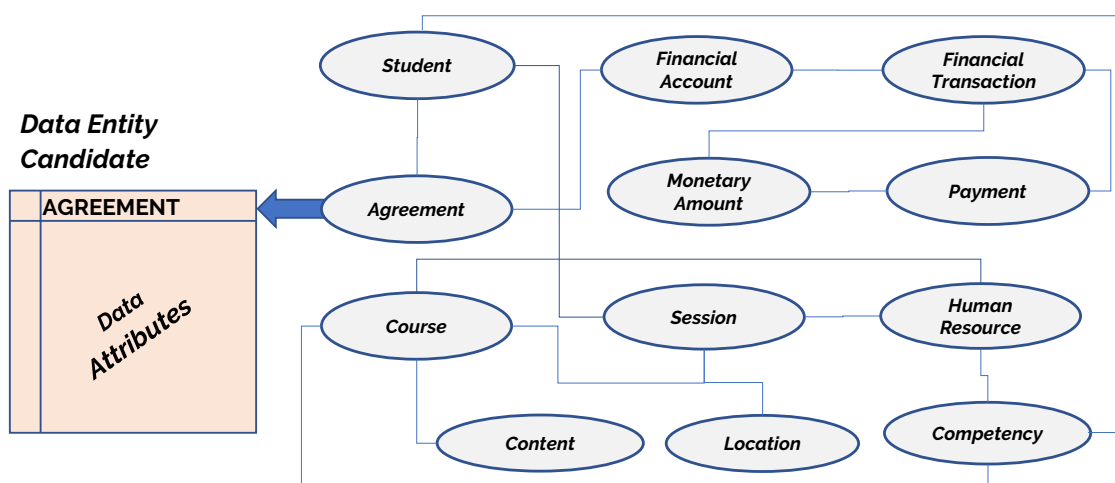 Student
Financial
Account
Financial
Transaction
Data Entity
Candidate
AGREEMENT
Agreement
Monetary
Amount
Payment
Data
Attributes
Course
Session
Human
Resource
Content
Location
Competency